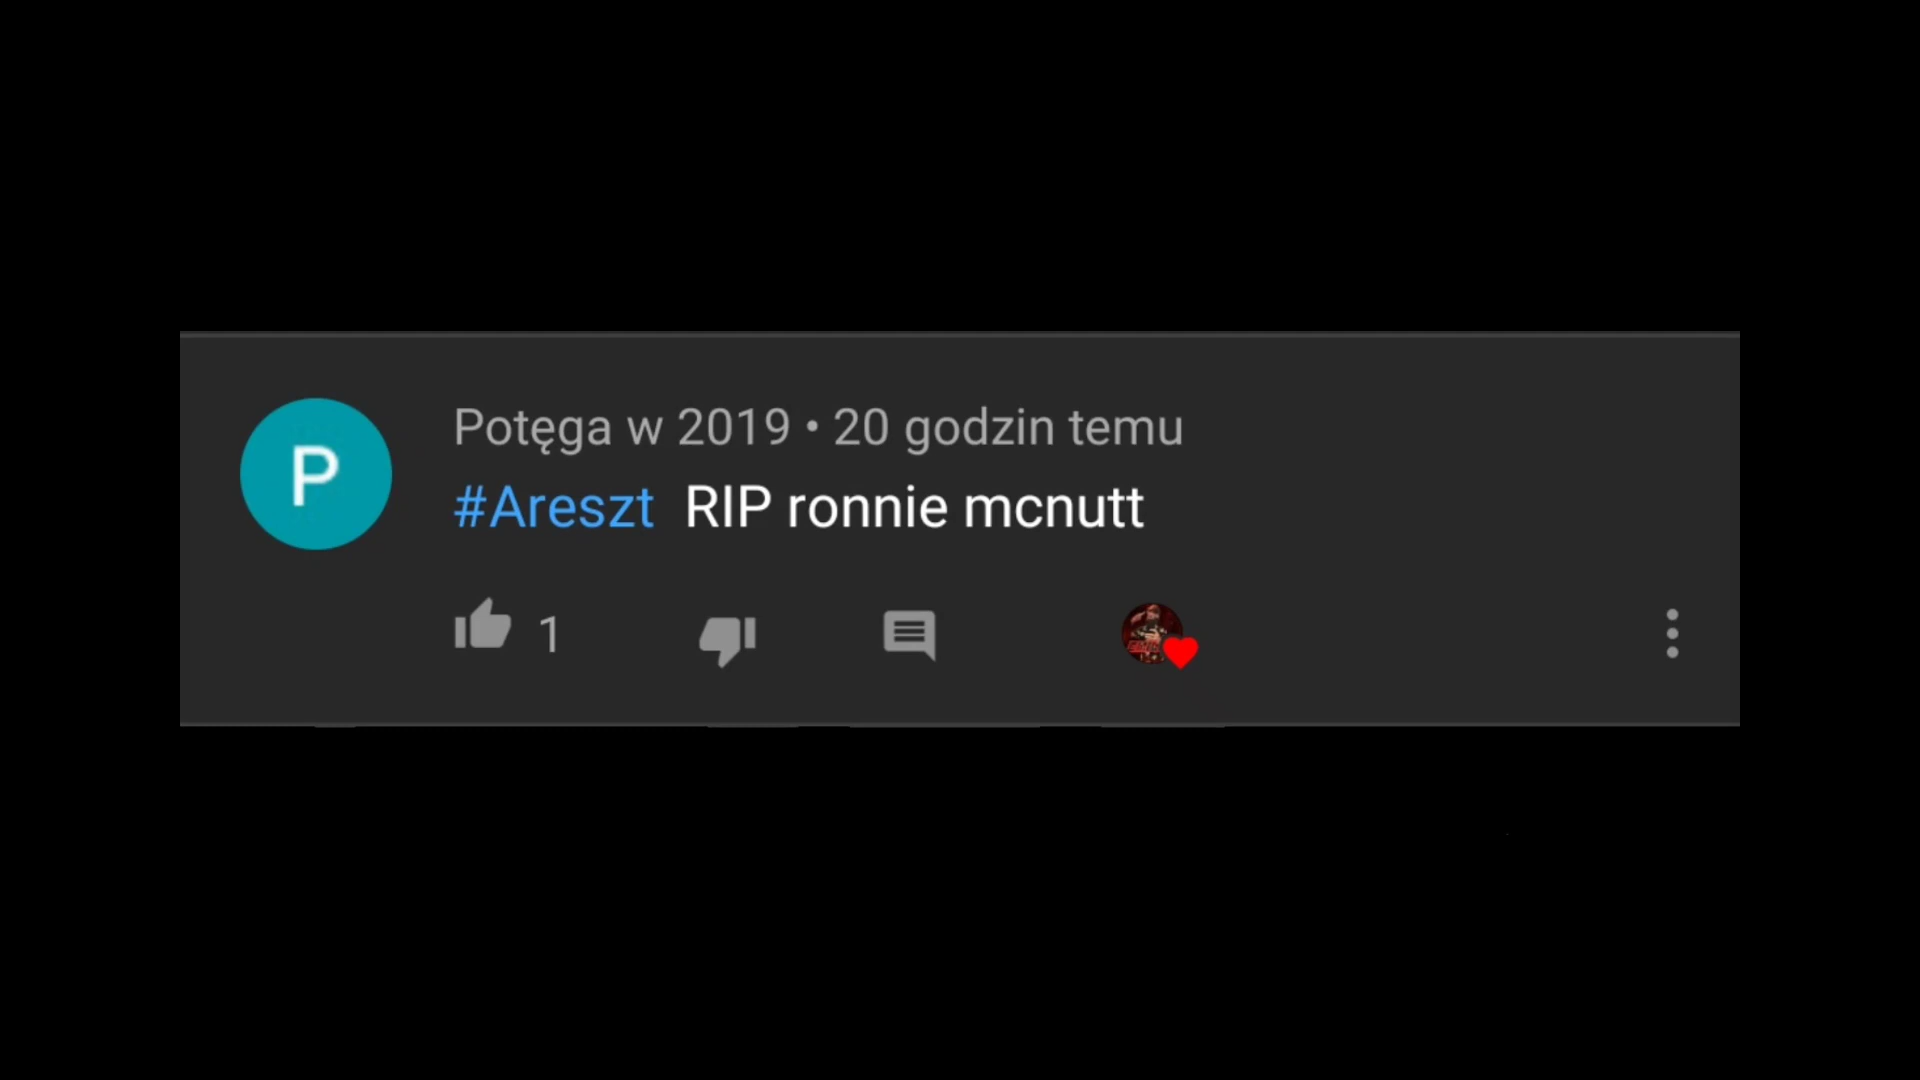 P
Potęga w 2019 • 20 godzin temu
#Areszt RIP ronnie mcnutt
1